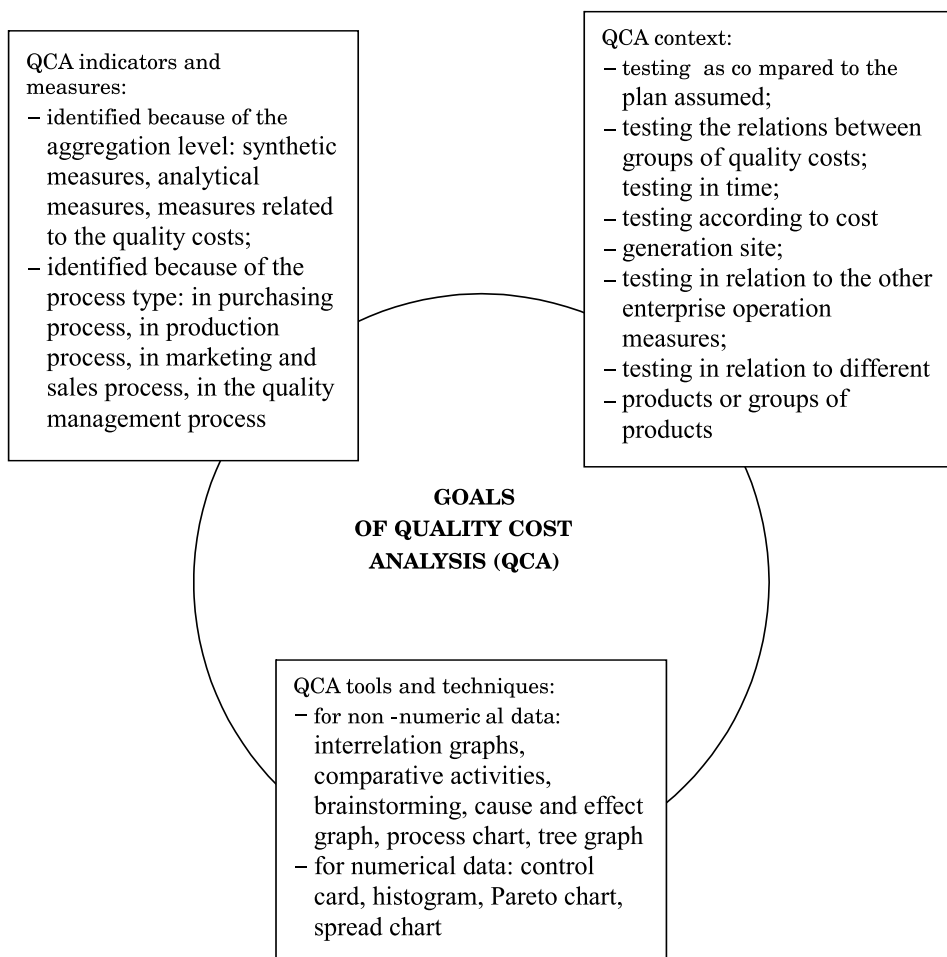 QCA indicators and
measures:
– identified because of the
aggregation level: synthetic
measures, analytical
measures, measures related
to the quality costs;
– identified because of the
process type: in purchasing
process, in production
process, in marketing and
sales process, in the quality
management process
QCA context:
– testing as co mpared to the
plan assumed;
– testing the relations between
groups of quality costs;
testing in time;
– testing according to cost
– generation site;
– testing in relation to the other
enterprise operation
measures;
– testing in relation to different
– products or groups of
products
GOALS
OF QUALITY COST
ANALYSIS (QCA)
QCA tools and techniques:
– for non -numeric al data:
interrelation graphs,
comparative activities,
brainstorming, cause and effect
graph, process chart, tree graph
– for numerical data: control
card, histogram, Pareto chart,
spread chart